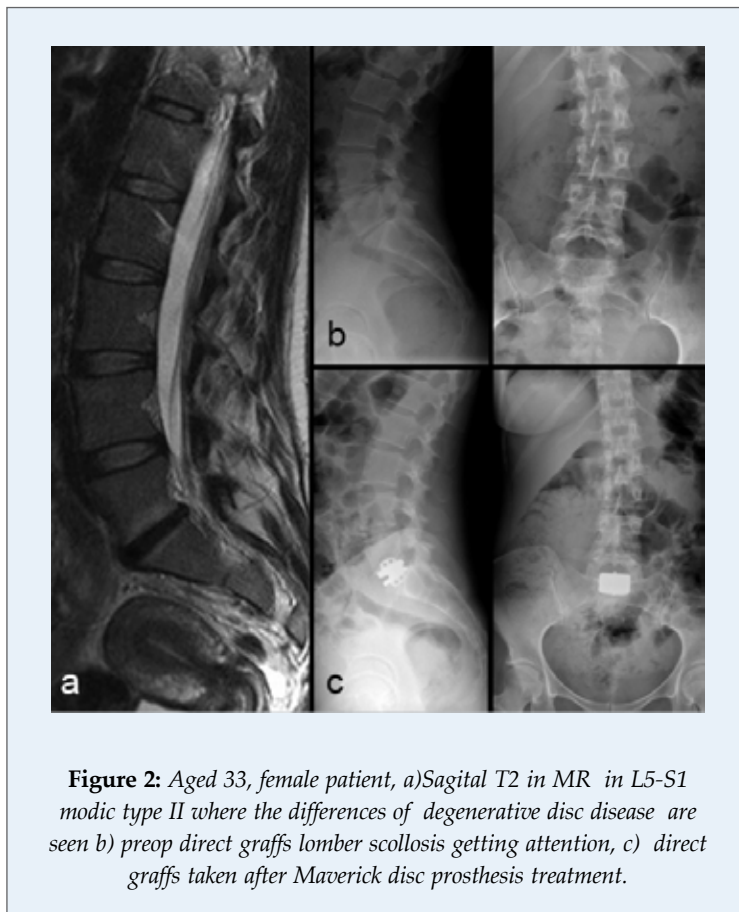 a
b
c
Figure 2: Aged 33, female patient, a)Sagital T2 in MR in L5-S1
modic type II where the differences of degenerative disc disease are
seen b) preop direct graffs lomber scollosis getting attention, c) direct
graffs taken after Maverick disc prosthesis treatment.